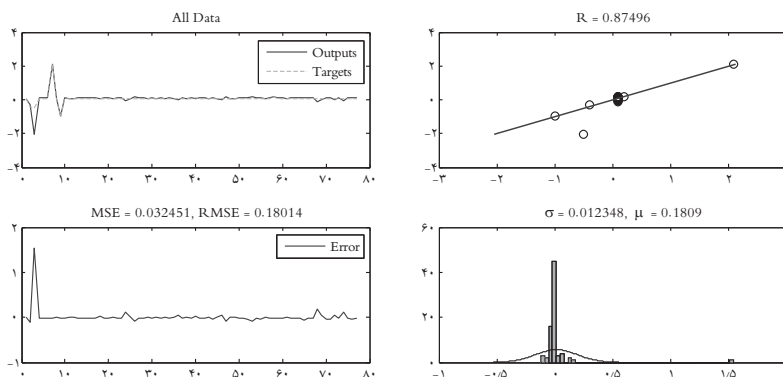 All Data
۴
۲
۰
−۲
−۴
Outputs
Targets
۰ ۱۰ ۲۰ ۳۰ ۴۰ ۵۰ ۶۰ ۷۰ ۸۰
R = 0.87496
۴
۲
۰
−۲
−۴
−۳ −۲ −۱ ۰ ۱ ۲
MSE = 0.032451, RMSE = 0.18014
۲
۱
۰
−۱
Error
۰ ۱۰ ۲۰ ۳۰ ۴۰ ۵۰ ۶۰ ۷۰ ۸۰
σ = 0.012348, μ = 0.1809
۶۰
۴۰
۲۰
۰
−۱ −۰/۵ ۰ ۰/۵ ۱ ۱/۵